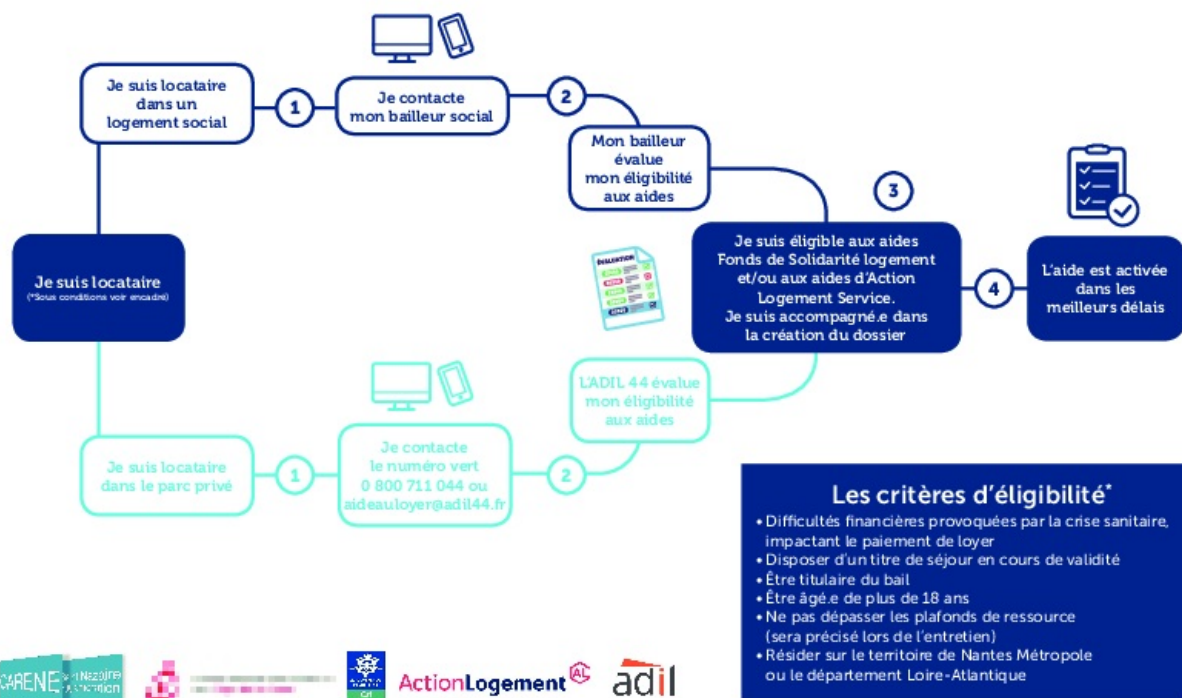 Je suis locataire
dans un
logement social
1
Je contacte
mon bailleur social
2
Mon bailleur
évalue
mon éligibilité
aux aides
3
Je suis locataire
(*Sous conditions voir encadré)
ÉVALUATION
Je suis éligible aux aides
Fonds de Solidarité logement
et/ou aux aides d'Action
Logement Service.
Je suis accompagné.e dans
la création du dossier
4
L'aide est activée
dans les
meilleurs délais
Je suis locataire
dans le parc privé
1
Je contacte
le numéro vert
0 800 711 044 ou
aideauloyer@adil44.fr
2
L'ADIL 44 évalue
mon éligibilité
aux aides
Les critères d'éligibilité*
• Difficultés financières provoquées par la crise sanitaire,
impactant le paiement de loyer
• Disposer d'un titre de séjour en cours de validité
• Être titulaire du bail
• Être âgé.e de plus de 18 ans
• Ne pas dépasser les plafonds de ressource
(sera précisé lors de l'entretien)
• Résider sur le territoire de Nantes Métropole
ou le département Loire-Atlantique
CARENE
ActionLogement AL
adil